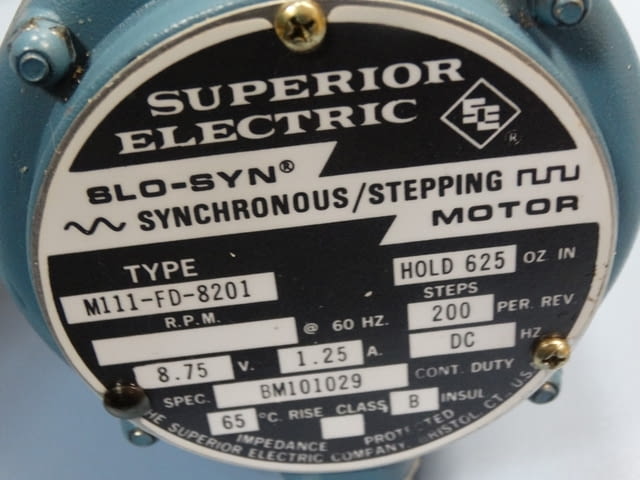 SUPERIOR
ELECTRIC
SE
®
SLO-SYN®
SYNCHRONOUS/STEPPING
MOTOR
TYPE
M111-FD-8201
HOLD 625 OZ IN
R.P.M. @ 60 HZ.
STEPS
200 PER. REV.
8.75 V. 1.25 A. DC HZ
SPEC. BM101029 CONT. DUTY
65 °C. RISE CLASS B INSUL
IMPEDANCE PROTECTED
THE SUPERIOR ELECTRIC COMPANY, BRISTOL, CT., U.S.